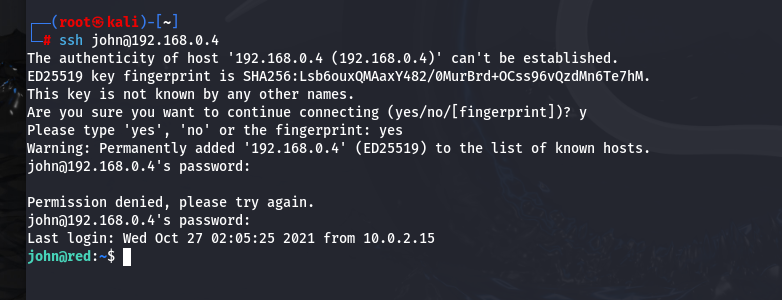 (root㉿kali)-[~]
# ssh john@192.168.0.4
The authenticity of host '192.168.0.4 (192.168.0.4)' can't be established.
ED25519 key fingerprint is SHA256:Lsb6ouxQMAaxY482/0MurBrd+OCss96vQzdMn6Te7hM.
This key is not known by any other names.
Are you sure you want to continue connecting (yes/no/[fingerprint])? y
Please type 'yes', 'no' or the fingerprint: yes
Warning: Permanently added '192.168.0.4' (ED25519) to the list of known hosts.
john@192.168.0.4's password:
Permission denied, please try again.
john@192.168.0.4's password:
Last login: Wed Oct 27 02:05:25 2021 from 10.0.2.15
john@red:~$